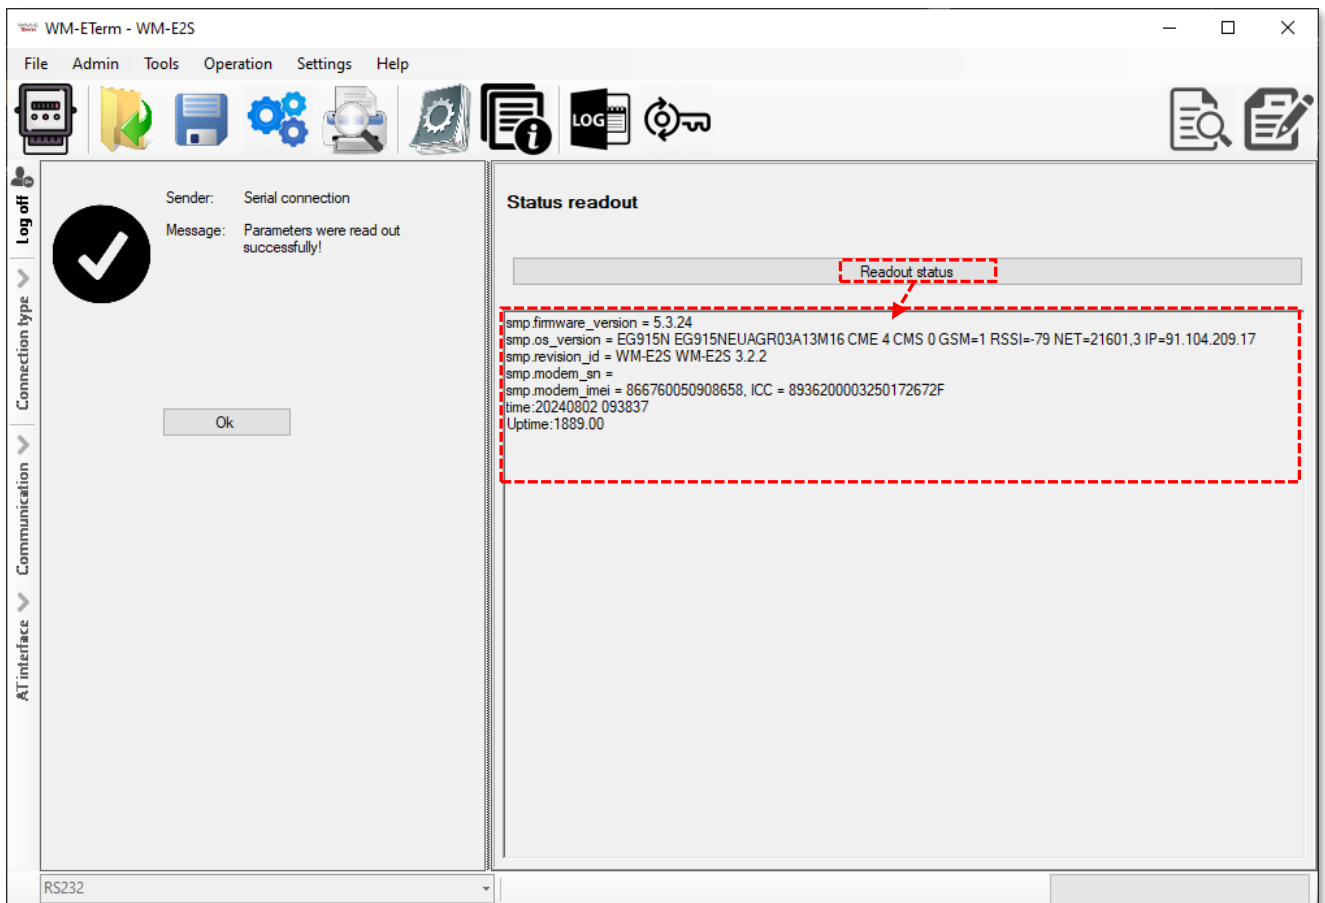 WM-ETerm - WM-E2S
File Admin Tools Operation Settings Help
LOG
Log off
Connection type
Communication
AT interface
Sender: Serial connection
Message: Parameters were read out
successfully!
Ok
Status readout
Readout status
smp.firmware_version = 5.3.24
smp.os_version = EG915N EG915NEUAGR03A13M16 CME 4 CMS 0 GSM=1 RSSI=-79 NET=21601,3 IP=91.104.209.17
smp.revision_id = WM-E2S WM-E2S 3.2.2
smp.modem_sn =
smp.modem_imei = 866760050908658, ICC = 8936200003250172672F
time:20240802 093837
Uptime:1889.00
RS232